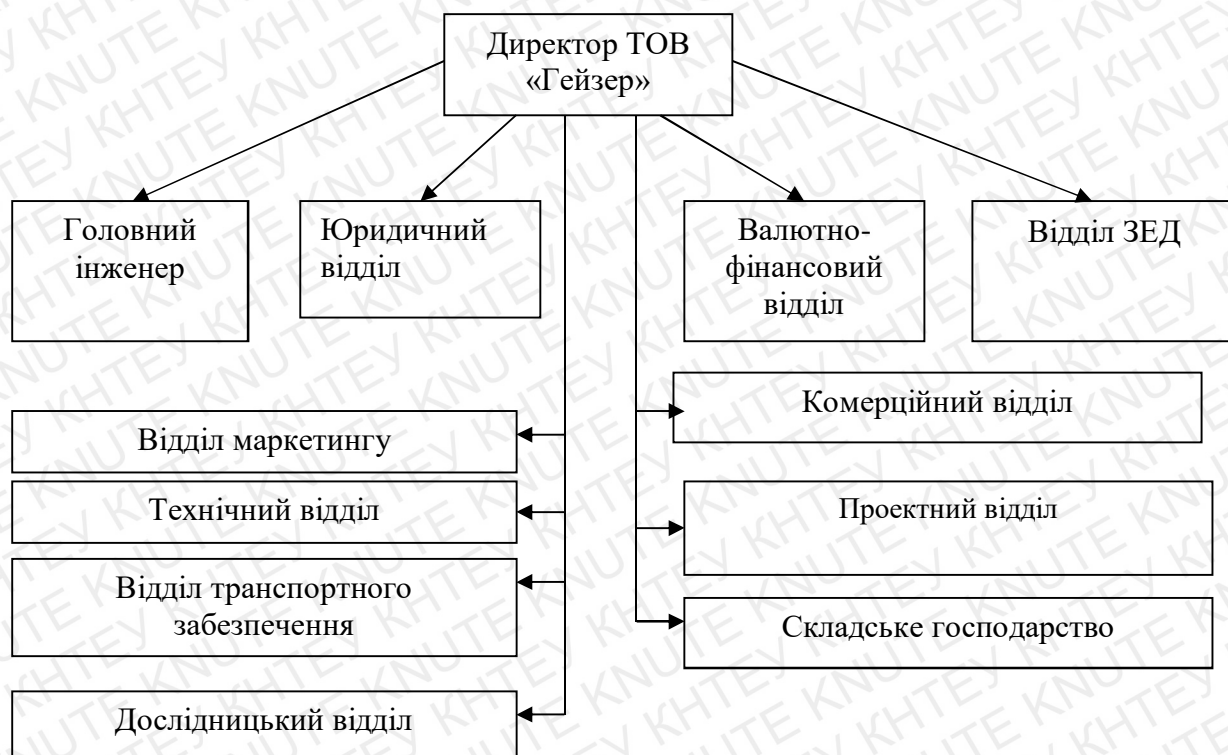 Директор ТОВ
«Гейзер»
Головний
інженер
Юридичний
відділ
Валютно-
фінансовий
відділ
Відділ ЗЕД
Відділ маркетингу
Технічний відділ
Відділ транспортного
забезпечення
Дослідницький відділ
Комерційний відділ
Проектний відділ
Складське господарство